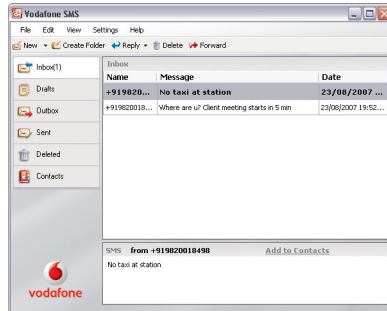 Vodafone SMS
File Edit View Settings Help
New Create Folder Reply Delete Forward
Inbox(1)
Drafts
Outbox
Sent
Deleted
Contacts
Inbox
Name Message Date
+919820... No taxi at station 23/08/2007 ...
+919820018... Where are u? Client meeting starts in 5 min 23/08/2007 19:52...
SMS from +919820018498 Add to Contacts
No taxi at station
vodafone